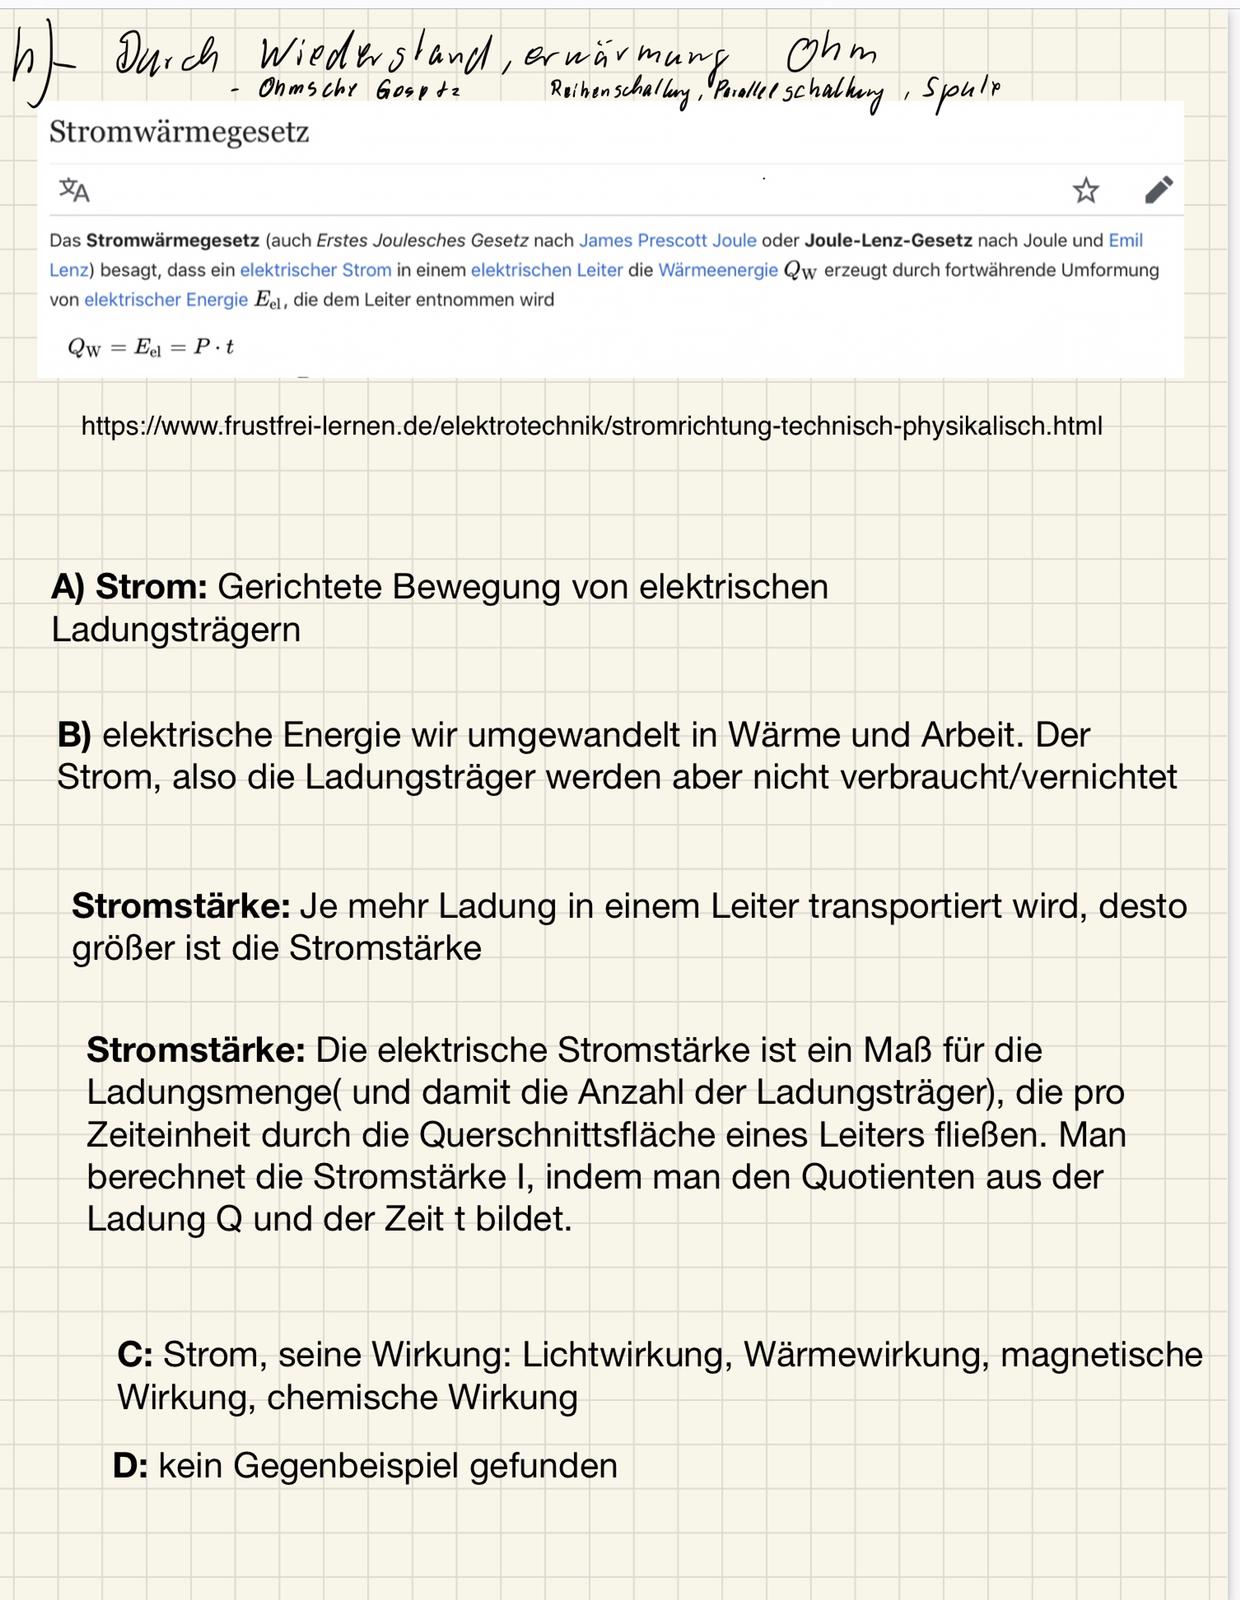 h)- Durch Wiederstand, erwärmung Ohm
- Ohmsche Gesetz Reihenschaltung, Parallelschaltung, Spule
Stromwärmegesetz
Das Stromwärmegesetz (auch Erstes Joulesches Gesetz nach James Prescott Joule oder Joule-Lenz-Gesetz nach Joule und Emil
Lenz) besagt, dass ein elektrischer Strom in einem elektrischen Leiter die Wärmeenergie Q_W erzeugt durch fortwährende Umformung
von elektrischer Energie E_el, die dem Leiter entnommen wird
Q_W = E_el = P · t
https://www.frustfrei-lernen.de/elektrotechnik/stromrichtung-technisch-physikalisch.html
A) Strom: Gerichtete Bewegung von elektrischen
Ladungsträgern
B) elektrische Energie wir umgewandelt in Wärme und Arbeit. Der
Strom, also die Ladungsträger werden aber nicht verbraucht/vernichtet
Stromstärke: Je mehr Ladung in einem Leiter transportiert wird, desto
größer ist die Stromstärke
Stromstärke: Die elektrische Stromstärke ist ein Maß für die
Ladungsmenge( und damit die Anzahl der Ladungsträger), die pro
Zeiteinheit durch die Querschnittsfläche eines Leiters fließen. Man
berechnet die Stromstärke I, indem man den Quotienten aus der
Ladung Q und der Zeit t bildet.
C: Strom, seine Wirkung: Lichtwirkung, Wärmewirkung, magnetische
Wirkung, chemische Wirkung
D: kein Gegenbeispiel gefunden